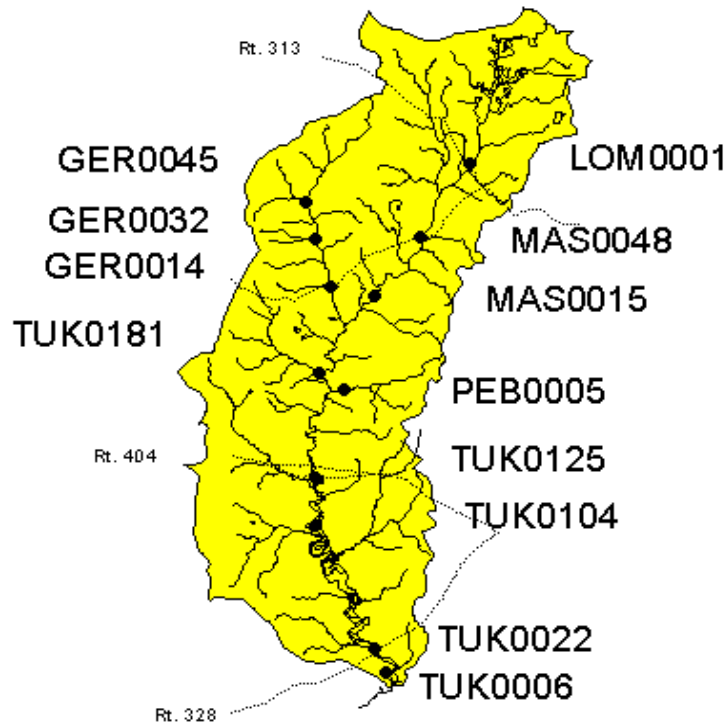 Rt. 313
GER0045
LOM0001
GER0032
MAS0048
GER0014
MAS0015
TUK0181
PEB0005
Rt. 404
TUK0125
TUK0104
TUK0022
TUK0006
Rt. 328